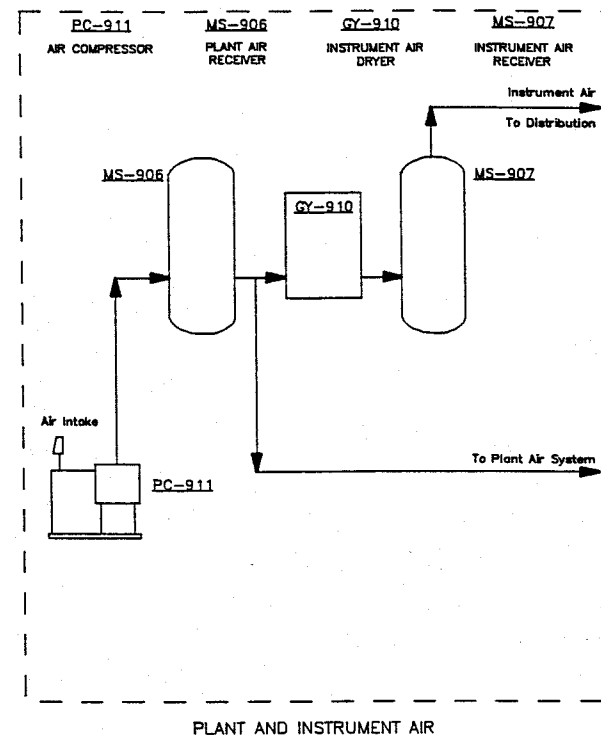 PC-911 MS-906 GY-910 MS-907
AIR COMPRESSOR PLANT AIR INSTRUMENT AIR INSTRUMENT AIR
RECEIVER DRYER RECEIVER
Instrument Air
To Distribution
MS-906
GY-910
MS-907
Air Intake
To Plant Air System
PC-911
PLANT AND INSTRUMENT AIR